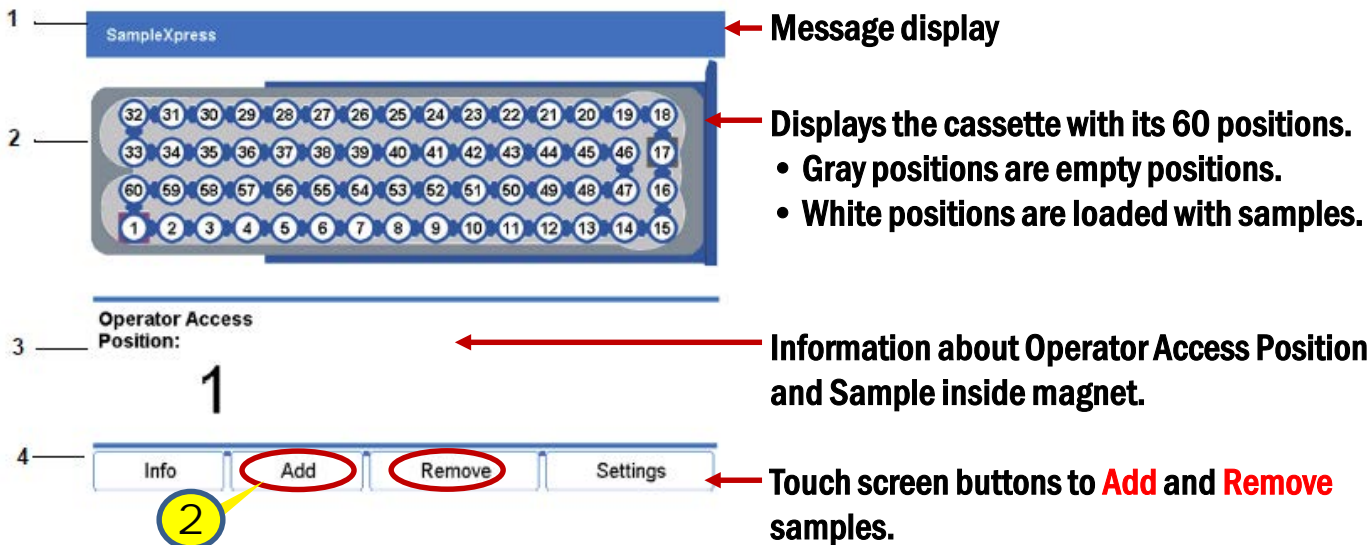 1
SampleXpress
Message display
2
32 31 30 29 28 27 26 25 24 23 22 21 20 19 18
33 34 35 36 37 38 39 40 41 42 43 44 45 46 17
60 59 58 57 56 55 54 53 52 51 50 49 48 47 16
1 2 3 4 5 6 7 8 9 10 11 12 13 14 15
Displays the cassette with its 60 positions.
• Gray positions are empty positions.
• White positions are loaded with samples.
3
Operator Access
Position:
1
Information about Operator Access Position
and Sample inside magnet.
4
Info Add Remove Settings
2
Touch screen buttons to Add and Remove
samples.